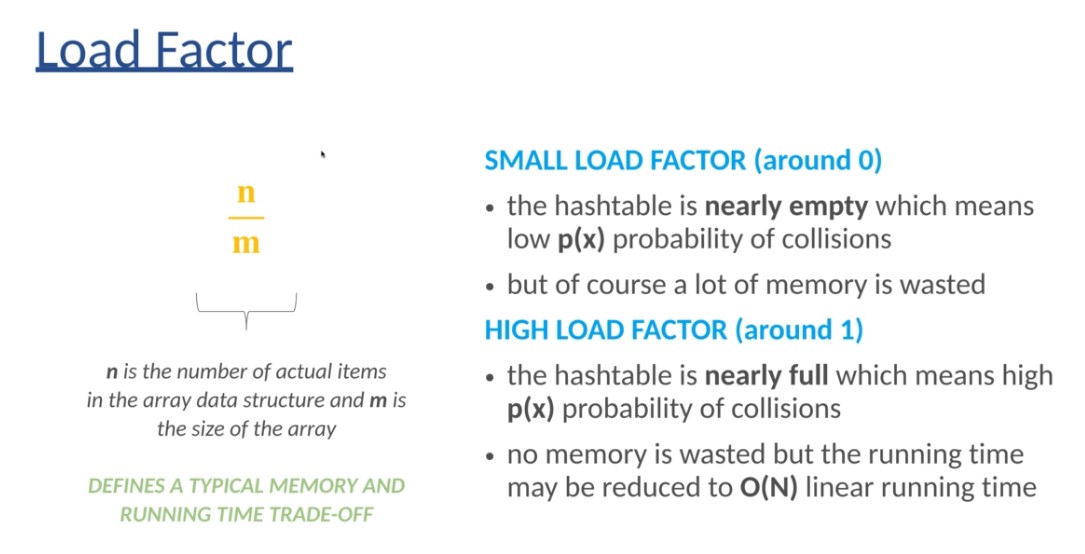 Load Factor
n
m
n is the number of actual items
in the array data structure and m is
the size of the array
DEFINES A TYPICAL MEMORY AND
RUNNING TIME TRADE-OFF
SMALL LOAD FACTOR (around 0)
• the hashtable is nearly empty which means
low p(x) probability of collisions
• but of course a lot of memory is wasted
HIGH LOAD FACTOR (around 1)
• the hashtable is nearly full which means high
p(x) probability of collisions
• no memory is wasted but the running time
may be reduced to O(N) linear running time